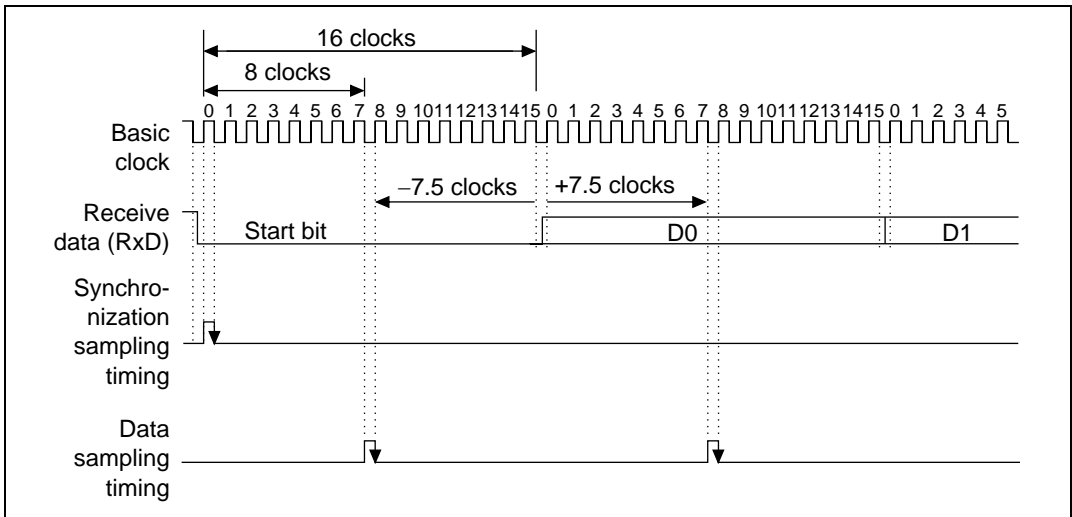 16 clocks
8 clocks
0 1 2 3 4 5 6 7 8 9 10 11 12 13 14 15 0 1 2 3 4 5 6 7 8 9 10 11 12 13 14 15 0 1 2 3 4 5
Basic
clock
–7.5 clocks +7.5 clocks
Receive
data (RxD)
Start bit D0 D1
Synchro-
nization
sampling
timing
Data
sampling
timing